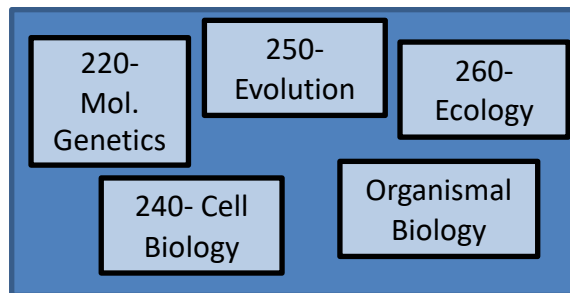 220-
Mol.
Genetics
250-
Evolution
260-
Ecology
240- Cell
Biology
Organismal
Biology